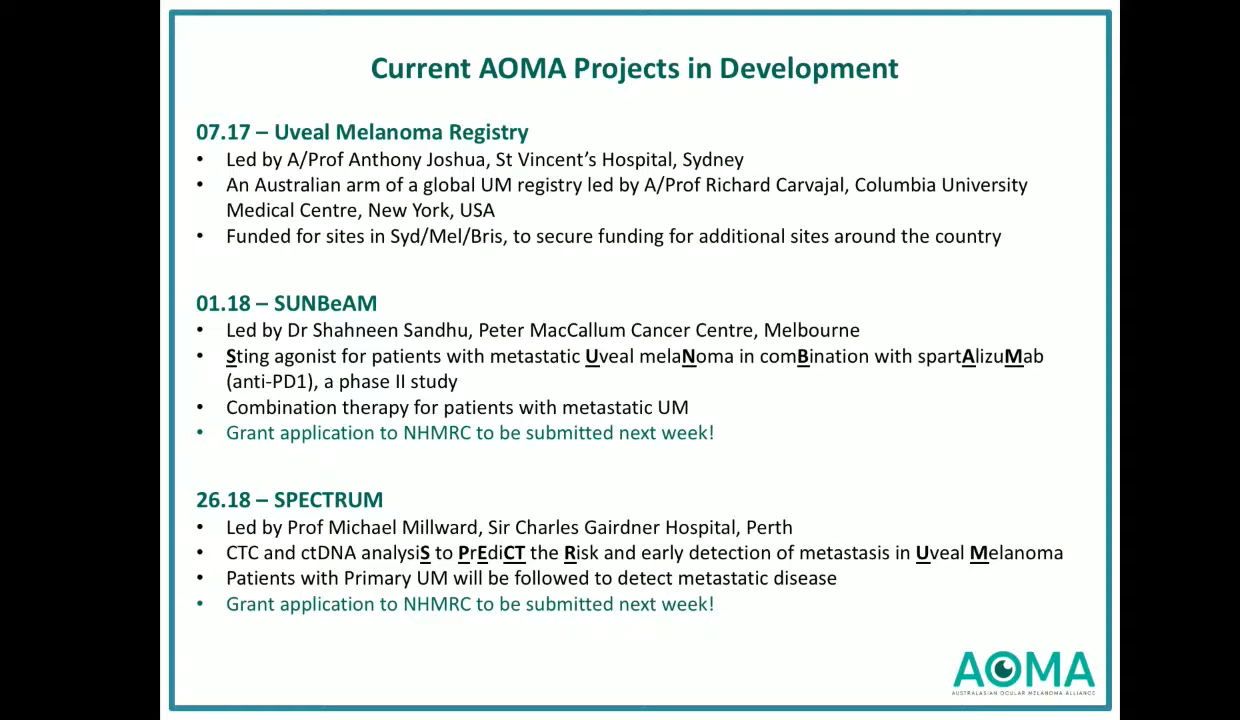 Current AOMA Projects in Development
07.17 – Uveal Melanoma Registry
• Led by A/Prof Anthony Joshua, St Vincent’s Hospital, Sydney
• An Australian arm of a global UM registry led by A/Prof Richard Carvajal, Columbia University
Medical Centre, New York, USA
• Funded for sites in Syd/Mel/Bris, to secure funding for additional sites around the country
01.18 – SUNBeAM
• Led by Dr Shahneen Sandhu, Peter MacCallum Cancer Centre, Melbourne
• Sting agonist for patients with metastatic Uveal melaNoma in comBination with spartAlizuMab
(anti-PD1), a phase II study
• Combination therapy for patients with metastatic UM
• Grant application to NHMRC to be submitted next week!
26.18 – SPECTRUM
• Led by Prof Michael Millward, Sir Charles Gairdner Hospital, Perth
• CTC and ctDNA analysiS to PrEdiCT the Risk and early detection of metastasis in Uveal Melanoma
• Patients with Primary UM will be followed to detect metastatic disease
• Grant application to NHMRC to be submitted next week!
AOMA
AUSTRALASIAN OCULAR MELANOMA ALLIANCE